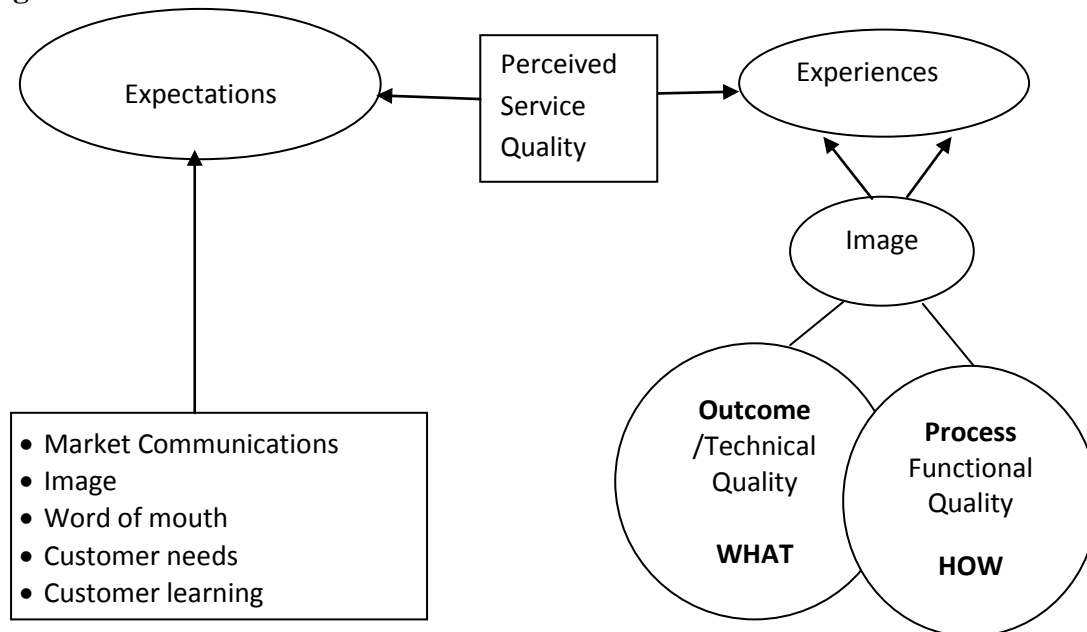 Expectations
Perceived
Service
Quality
Experiences
Image
• Market Communications
• Image
• Word of mouth
• Customer needs
• Customer learning
Outcome
/Technical
Quality
WHAT
Process
Functional
Quality
HOW